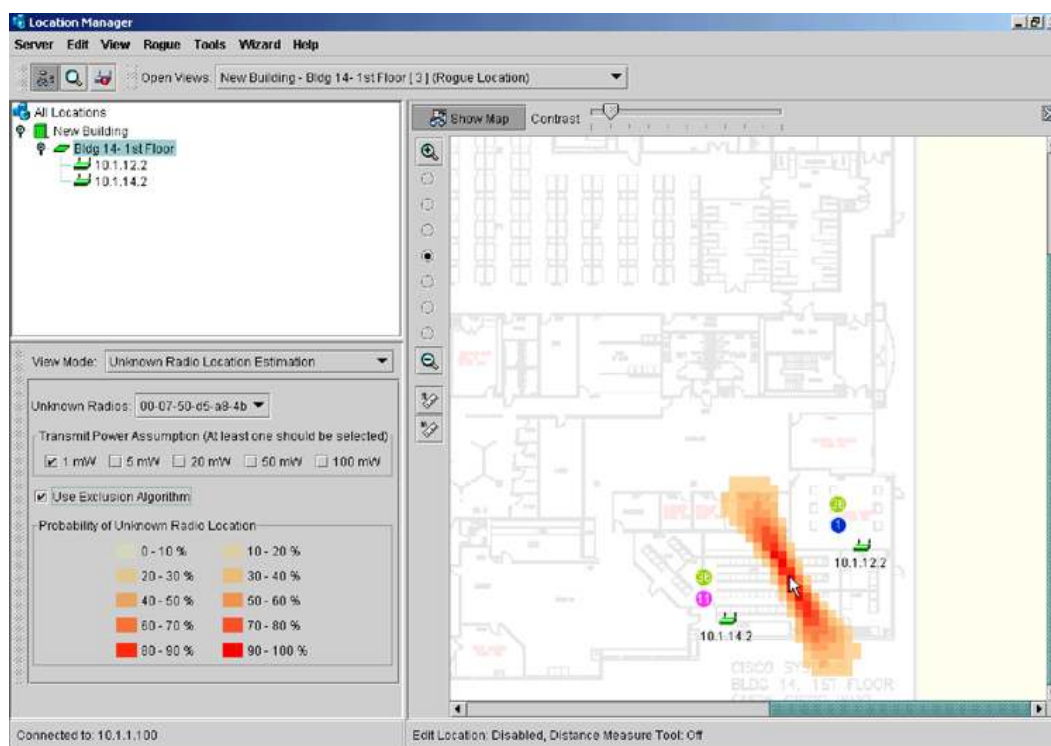 Location Manager
Server Edit View Rogue Tools Wizard Help
Open Views: New Building - Bldg 14- 1st Floor [ 3 ] (Rogue Location)
All Locations
New Building
Bldg 14- 1st Floor
10.1.12.2
10.1.14.2
Show Map Contrast
View Mode: Unknown Radio Location Estimation
Unknown Radios: 00-07-50-d5-a8-4b
Transmit Power Assumption (At least one should be selected)
1 mW 5 mW 20 mW 50 mW 100 mW
Use Exclusion Algorithm
Probability of Unknown Radio Location
0 - 10 % 10 - 20 %
20 - 30 % 30 - 40 %
40 - 50 % 50 - 60 %
60 - 70 % 70 - 80 %
80 - 90 % 90 - 100 %
1
10.1.12.2
11
10.1.14.2
CISCO
BLDG 14, 1ST FLOOR
Connected to: 10.1.1.100
Edit Location: Disabled, Distance Measure Tool: Off